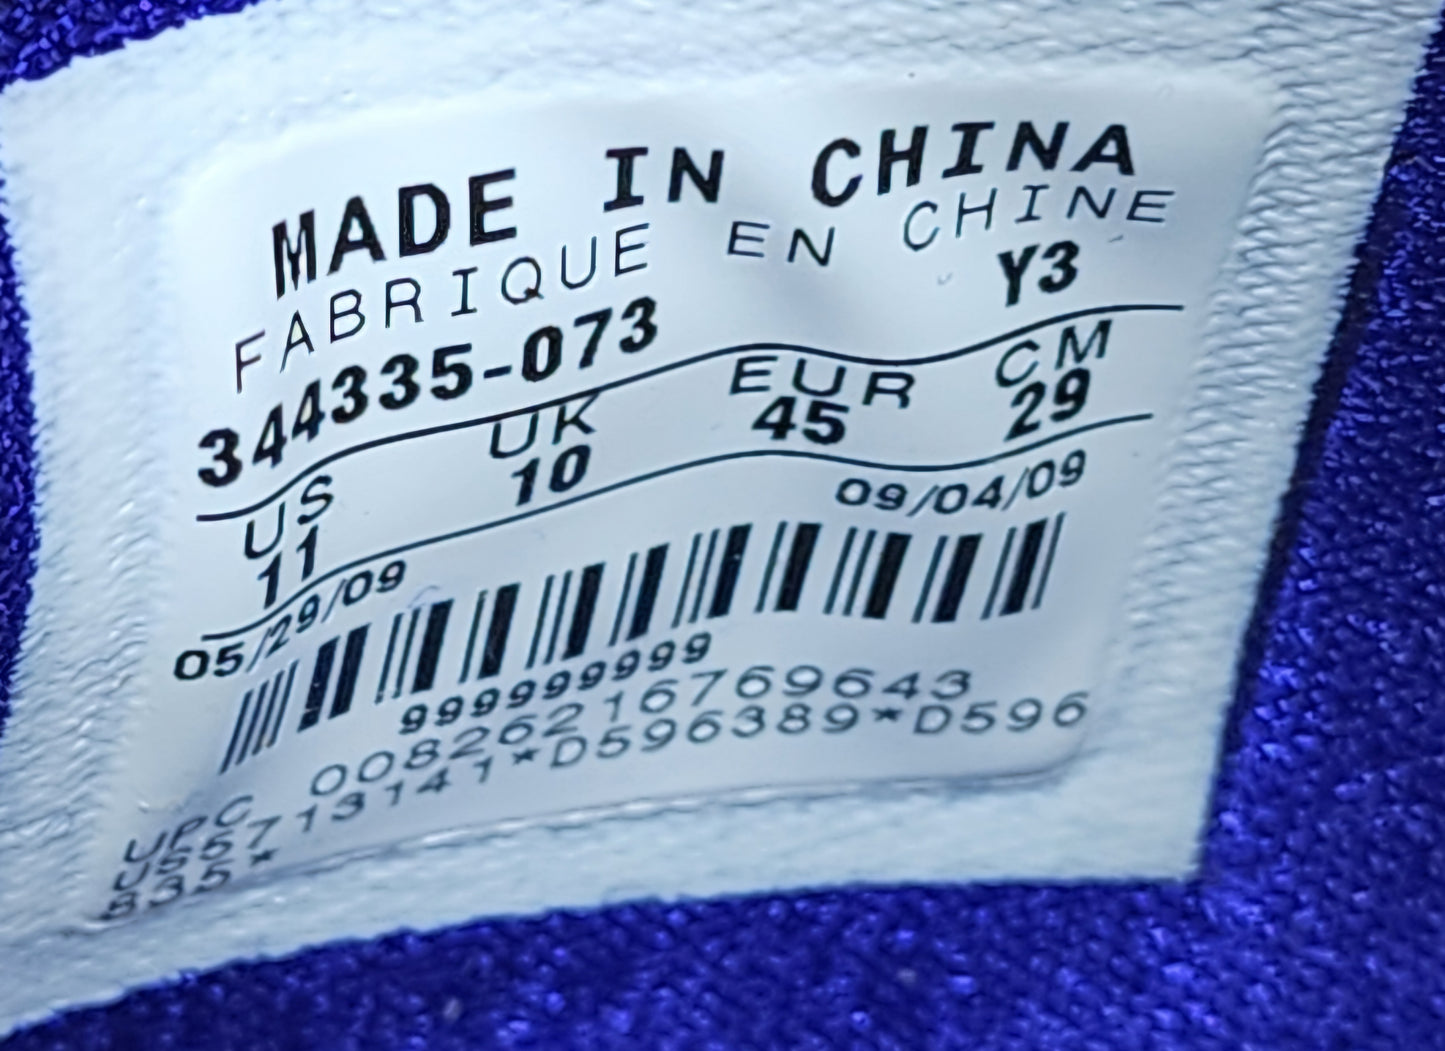 MADE IN CHINA
FABRIQUE EN CHINE
344335-073 Y3
US UK EUR CM
11 10 45 29
05/29/09 09/04/09
999999999
UPC 00826216769643
US5713141*D596389*D596
835*